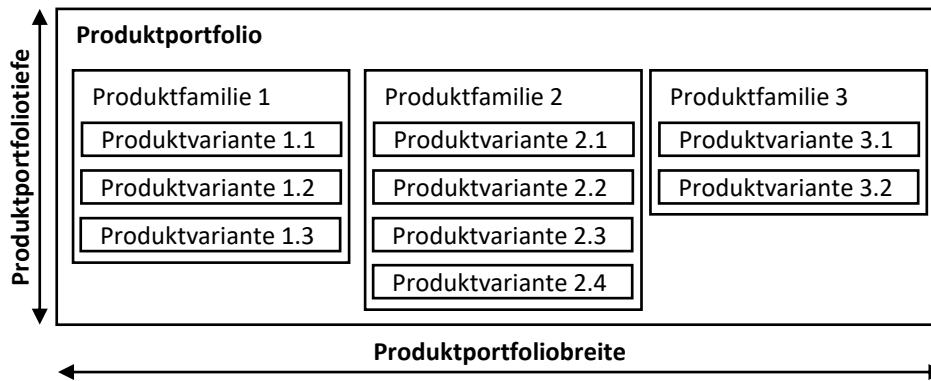 Produktportfolio
Produktportfoliotiefe
Produktfamilie 1
Produktvariante 1.1
Produktvariante 1.2
Produktvariante 1.3
Produktfamilie 2
Produktvariante 2.1
Produktvariante 2.2
Produktvariante 2.3
Produktvariante 2.4
Produktfamilie 3
Produktvariante 3.1
Produktvariante 3.2
Produktportfoliobreite